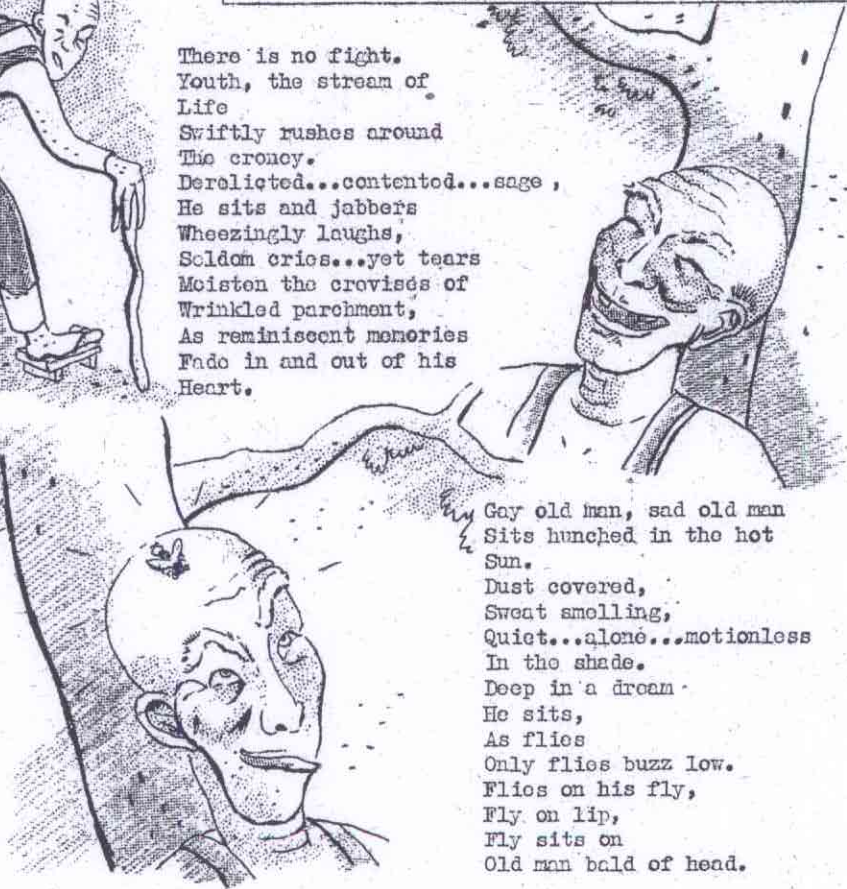 There is no fight.
Youth, the stream of
Life
Swiftly rushes around
The croney.
Derelicted...contented...sage,
He sits and jabbers
Wheezingly laughs,
Seldom cries...yet tears
Moisten the crevises of
Wrinkled parchment,
As reminiscent memories
Fade in and out of his
Heart.
Gay old man, sad old man
Sits hunched in the hot
Sun.
Dust covered,
Sweat smelling,
Quiet...alone...motionless
In the shade.
Deep in a dream
He sits,
As flies
Only flies buzz low.
Flies on his fly,
Fly on lip,
Fly sits on
Old man bald of head.